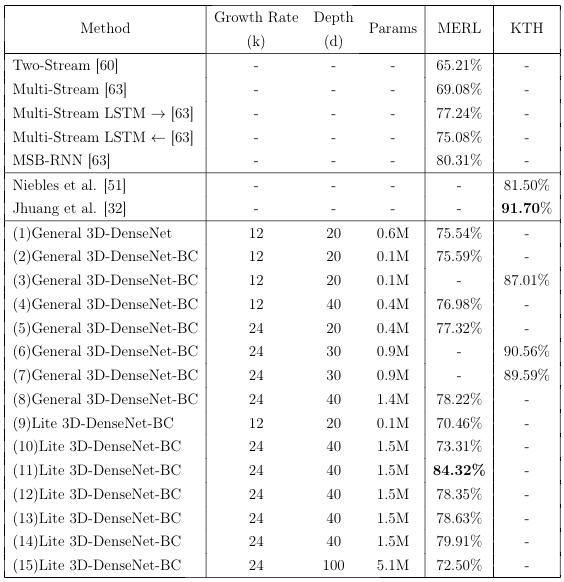 Method Growth Rate (k) Depth (d) Params MERL KTH
Two-Stream [60] - - - 65.21% -
Multi-Stream [63] - - - 69.08% -
Multi-Stream LSTM → [63] - - - 77.24% -
Multi-Stream LSTM ← [63] - - - 75.08% -
MSB-RNN [63] - - - 80.31% -
Niebles et al. [51] - - - - 81.50%
Jhuang et al. [32] - - - - 91.70%
(1)General 3D-DenseNet 12 20 0.6M 75.54% -
(2)General 3D-DenseNet-BC 12 20 0.1M 75.59% -
(3)General 3D-DenseNet-BC 12 20 0.1M - 87.01%
(4)General 3D-DenseNet-BC 12 40 0.4M 76.98% -
(5)General 3D-DenseNet-BC 24 20 0.4M 77.32% -
(6)General 3D-DenseNet-BC 24 30 0.9M - 90.56%
(7)General 3D-DenseNet-BC 24 30 0.9M - 89.59%
(8)General 3D-DenseNet-BC 24 40 1.4M 78.22% -
(9)Lite 3D-DenseNet-BC 12 20 0.1M 70.46% -
(10)Lite 3D-DenseNet-BC 24 40 1.5M 73.31% -
(11)Lite 3D-DenseNet-BC 24 40 1.5M 84.32% -
(12)Lite 3D-DenseNet-BC 24 40 1.5M 78.35% -
(13)Lite 3D-DenseNet-BC 24 40 1.5M 78.63% -
(14)Lite 3D-DenseNet-BC 24 40 1.5M 79.91% -
(15)Lite 3D-DenseNet-BC 24 100 5.1M 72.50% -